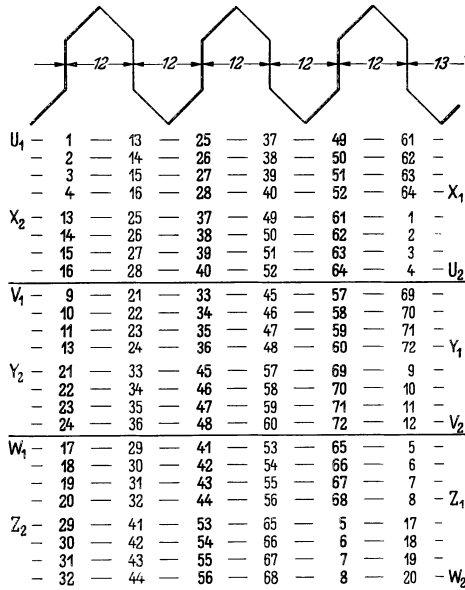 12 12 12 12 12 13
U₁ – 1 — 13 — 25 — 37 — 49 — 61 –
– 2 — 14 — 26 — 38 — 50 — 62 –
– 3 — 15 — 27 — 39 — 51 — 63 –
– 4 — 16 — 28 — 40 — 52 — 64 – X₁
X₂ – 13 — 25 — 37 — 49 — 61 — 1 –
– 14 — 26 — 38 — 50 — 62 — 2 –
– 15 — 27 — 39 — 51 — 63 — 3 –
– 16 — 28 — 40 — 52 — 64 — 4 – U₂
V₁ – 9 — 21 — 33 — 45 — 57 — 69 –
– 10 — 22 — 34 — 46 — 58 — 70 –
– 11 — 23 — 35 — 47 — 59 — 71 –
– 13 — 24 — 36 — 48 — 60 — 72 – Y₁
Y₂ – 21 — 33 — 45 — 57 — 69 — 9 –
– 22 — 34 — 46 — 58 — 70 — 10 –
– 23 — 35 — 47 — 59 — 71 — 11 –
– 24 — 36 — 48 — 60 — 72 — 12 – V₂
W₁ – 17 — 29 — 41 — 53 — 65 — 5 –
– 18 — 30 — 42 — 54 — 66 — 6 –
– 19 — 31 — 43 — 55 — 67 — 7 –
– 20 — 32 — 44 — 56 — 68 — 8 – Z₁
Z₂ – 29 — 41 — 53 — 65 — 5 — 17 –
– 30 — 42 — 54 — 66 — 6 — 18 –
– 31 — 43 — 55 — 67 — 7 — 19 –
– 32 — 44 — 56 — 68 — 8 — 20 – W₂